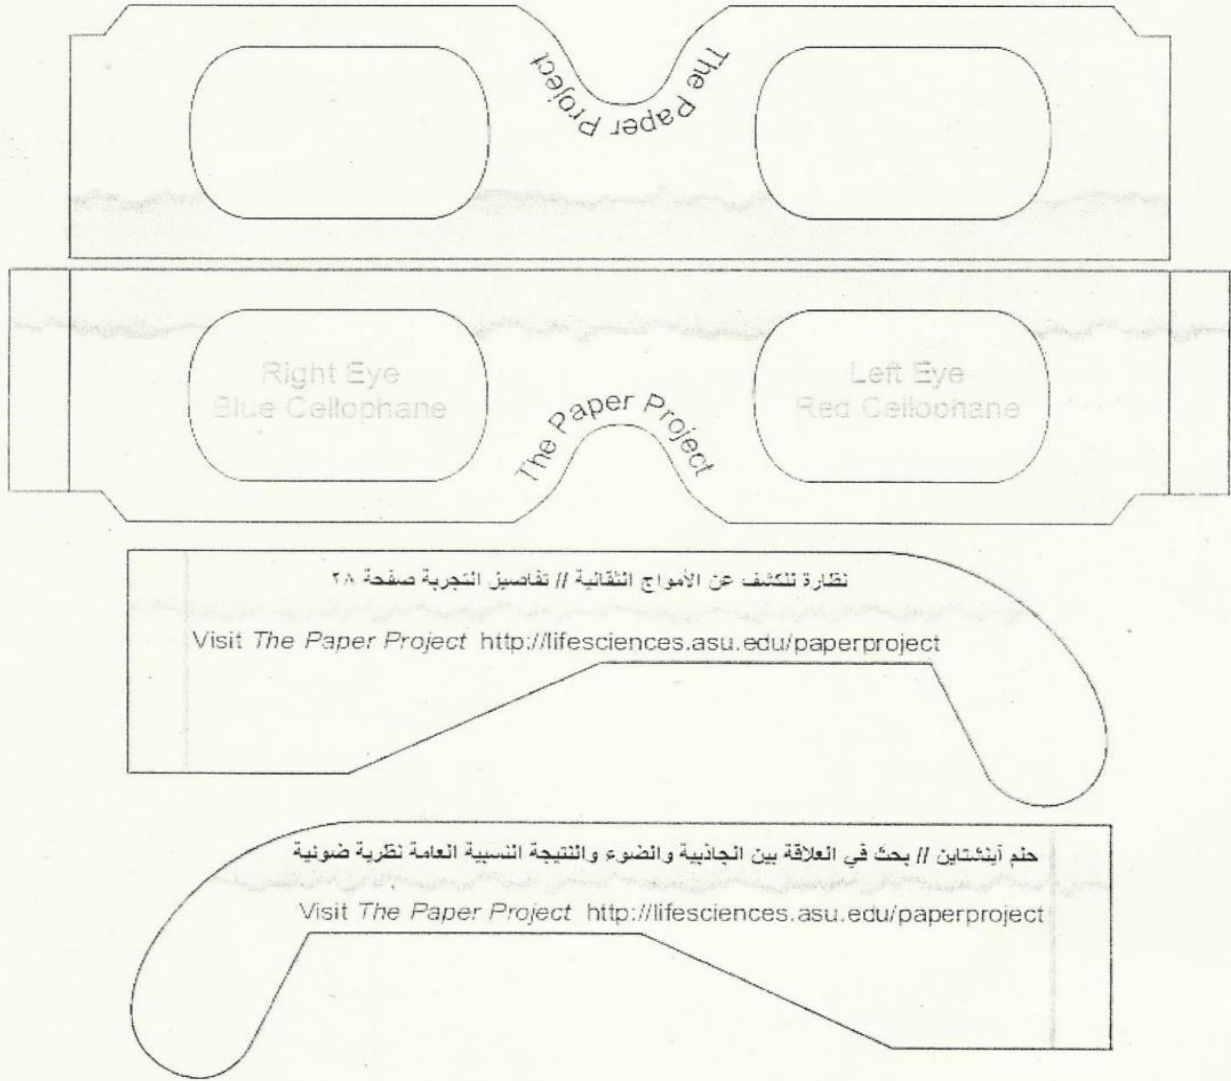 The Paper Project
Right Eye
Blue Cellophane
Left Eye
Red Cellophane
The Paper Project
نظارة للكشف عن الأمواج الثقالية // تفاصيل التجربة صفحة ٢٨
Visit The Paper Project http://lifesciences.asu.edu/paperproject
حلم آينشتاين // بحث في العلاقة بين الجاذبية والضوء والنتيجة النسبية العامة نظرية ضوئية
Visit The Paper Project http://lifesciences.asu.edu/paperproject